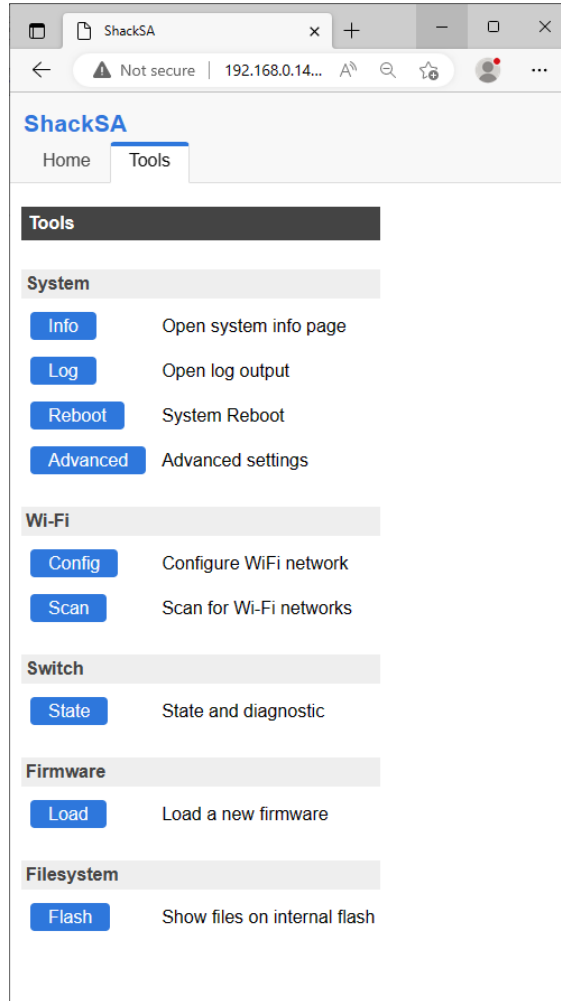 ShackSA
Not secure 192.168.0.14...
ShackSA
Home Tools
Tools
System
Info Open system info page
Log Open log output
Reboot System Reboot
Advanced Advanced settings
Wi-Fi
Config Configure WiFi network
Scan Scan for Wi-Fi networks
Switch
State State and diagnostic
Firmware
Load Load a new firmware
Filesystem
Flash Show files on internal flash